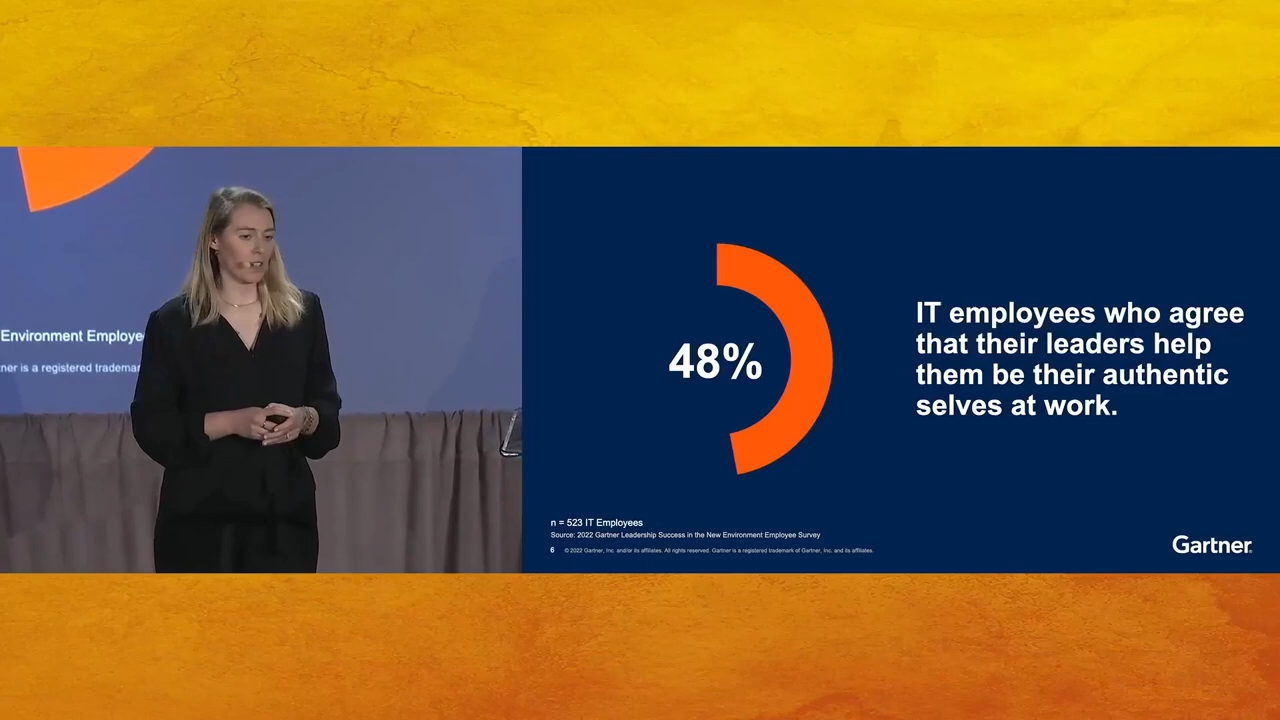 Environment Employe
ner is a registered trademar
48%
IT employees who agree
that their leaders help
them be their authentic
selves at work.
n = 523 IT Employees
Source: 2022 Gartner Leadership Success in the New Environment Employee Survey
6 © 2022 Gartner, Inc. and/or its affiliates. All rights reserved. Gartner is a registered trademark of Gartner, Inc. and its affiliates.
Gartner